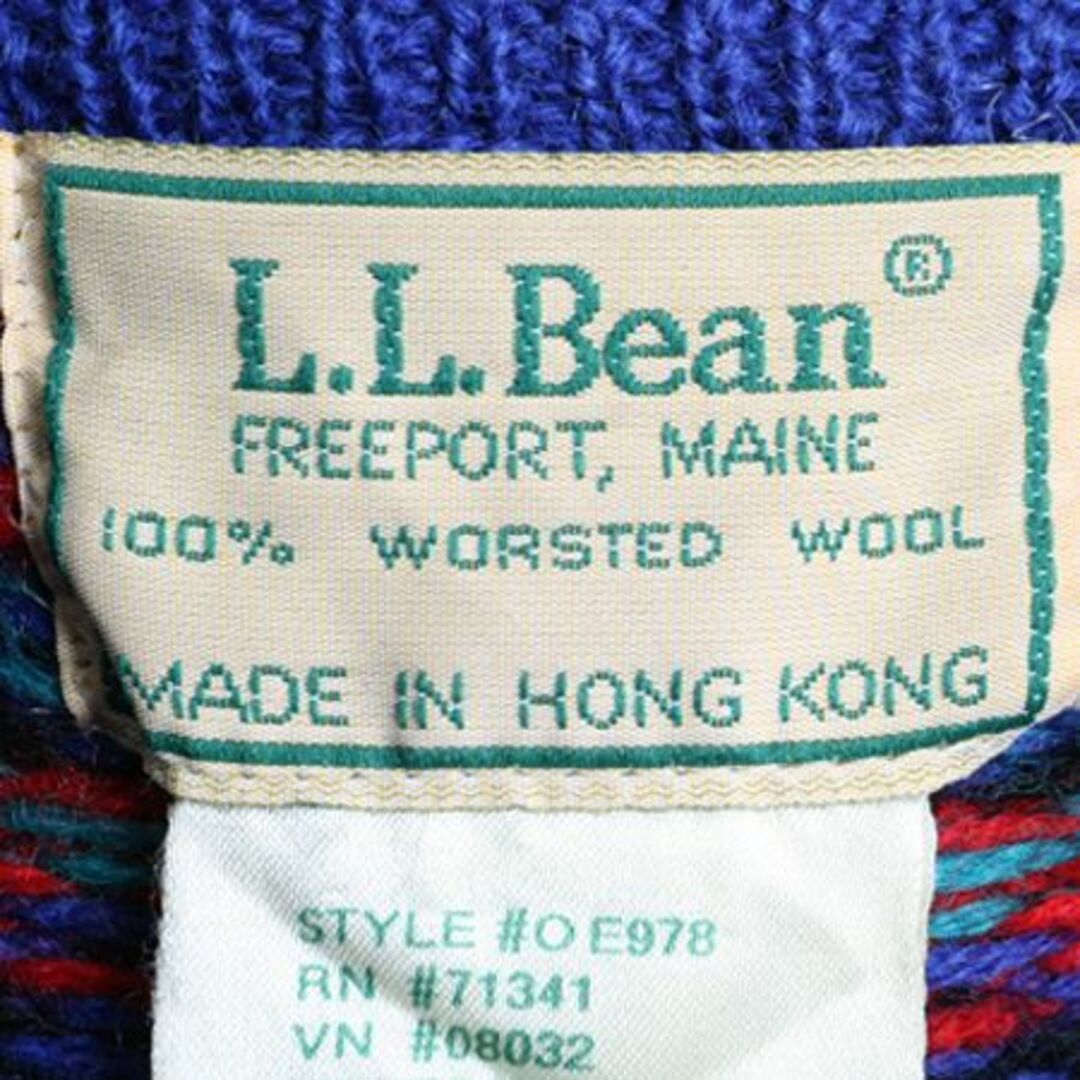 L.L.Bean®
FREEPORT, MAINE
100% WORSTED WOOL
MADE IN HONG KONG
STYLE #O E978
RN #71341
VN #08032